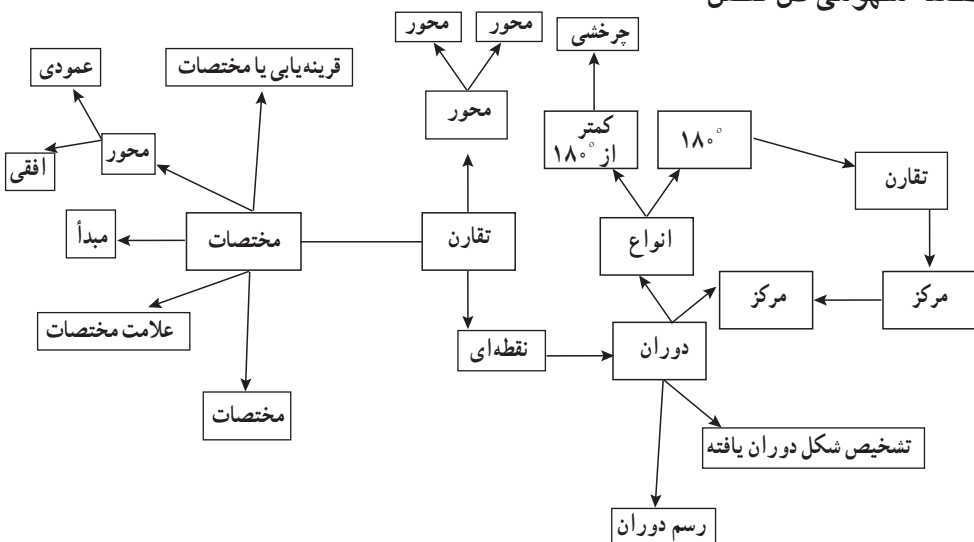 محور
محور
چرخشی
عمودی
قرینه‌یابی یا مختصات
محور
کمتر
از ۱۸۰°
۱۸۰°
محور
افقی
تقارن
مبدأ
مختصات
تقارن
انواع
مرکز
مرکز
علامت مختصات
نقطه‌ای
دوران
مختصات
تشخیص شکل دوران یافته
رسم دوران